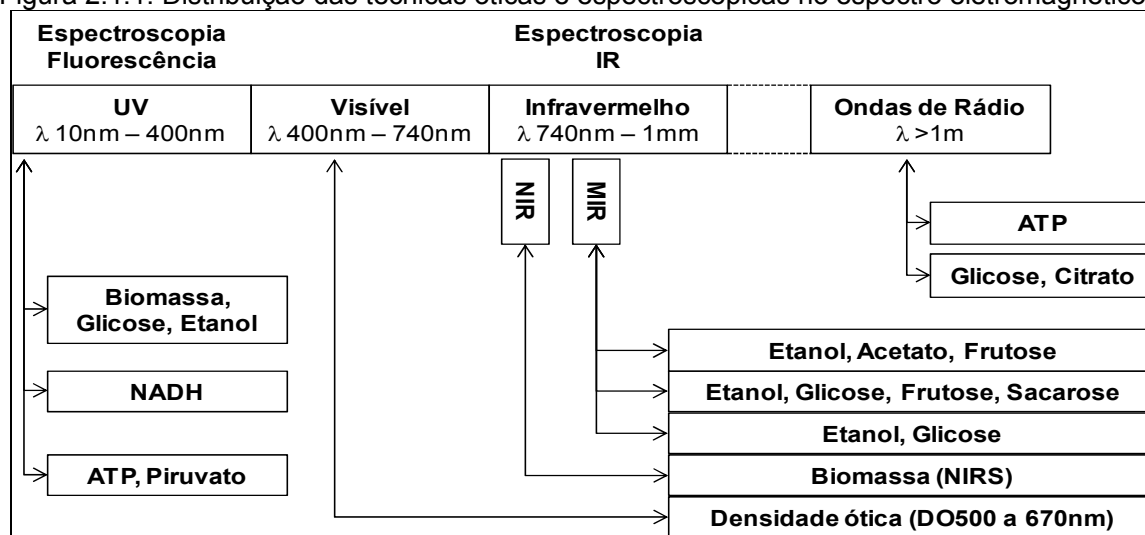 Figura 2.1.1: Distribuição das técnicas óticas e espectroscópicas no espectro eletromagnético
Espectroscopia
Fluorescência
Espectroscopia
IR
UV
λ 10nm – 400nm
Visível
λ 400nm – 740nm
Infravermelho
λ 740nm – 1mm
Ondas de Rádio
λ >1m
NIR
MIR
ATP
Glicose, Citrato
Biomassa,
Glicose, Etanol
NADH
ATP, Piruvato
Etanol, Acetato, Frutose
Etanol, Glicose, Frutose, Sacarose
Etanol, Glicose
Biomassa (NIRS)
Densidade ótica (DO500 a 670nm)